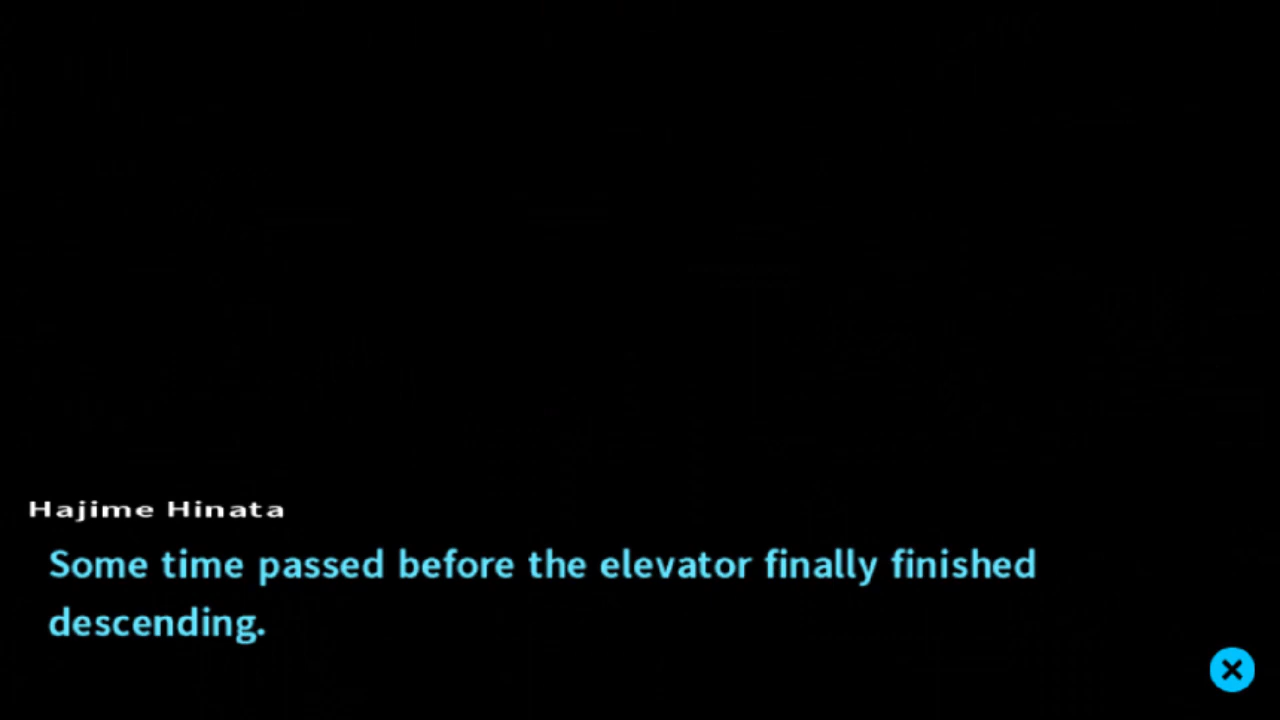 Hajime Hinata
Some time passed before the elevator finally finished
descending.